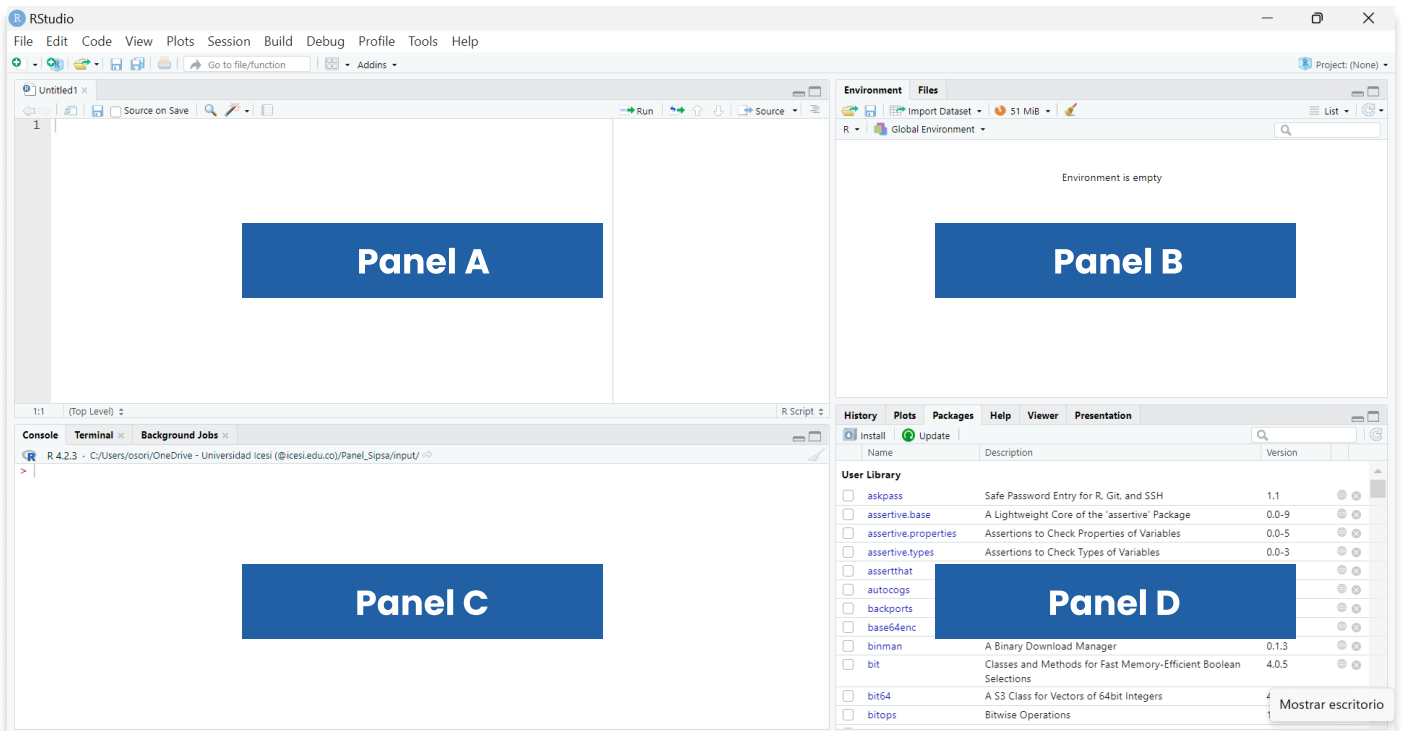 RStudio
File Edit Code View Plots Session Build Debug Profile Tools Help
Go to file/function Addins Project: (None)
Untitled1
Source on Save Run Source
1
Panel A
1:1 (Top Level) R Script
Environment Files
Import Dataset 51 MiB List
R Global Environment
Environment is empty
Panel B
Console Terminal Background Jobs
R 4.2.3 · C:/Users/osori/OneDrive - Universidad Icesi (@icesi.edu.co)/Panel_Sipsa/input/
>
Panel C
History Plots Packages Help Viewer Presentation
Install Update
Name Description Version
User Library
askpass Safe Password Entry for R, Git, and SSH 1.1
assertive.base A Lightweight Core of the 'assertive' Package 0.0-9
assertive.properties Assertions to Check Properties of Variables 0.0-5
assertive.types Assertions to Check Types of Variables 0.0-3
assertthat
autocogs
backports
base64enc
Panel D
binman A Binary Download Manager 0.1.3
bit Classes and Methods for Fast Memory-Efficient Boolean 4.0.5
Selections
bit64 A S3 Class for Vectors of 64bit Integers
bitops Bitwise Operations
Mostrar escritorio